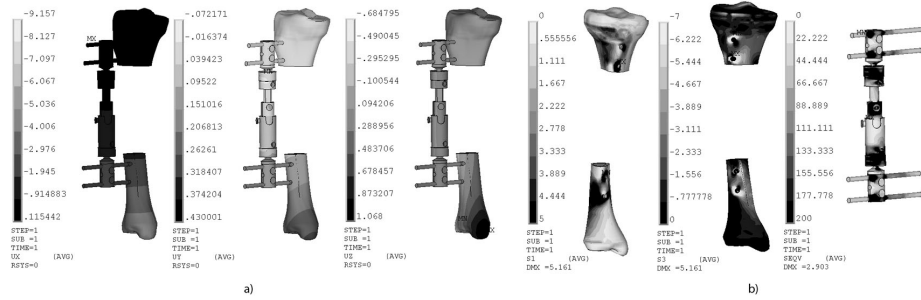 -9.157
-8.127
-7.097
-6.067
-5.036
-4.006
-2.976
-1.945
-.914883
.115442
STEP=1
SUB =1
TIME=1
UX (AVG)
RSYS=0
MX
-.072171
-.016374
.039423
.09522
.151016
.206813
.26261
.318407
.374204
.430001
STEP=1
SUB =1
TIME=1
UY (AVG)
RSYS=0
-.684795
-.490045
-.295295
-.100544
.094206
.288956
.483706
.678457
.873207
1.068
STEP=1
SUB =1
TIME=1
UZ (AVG)
RSYS=0
a)
0
.555556
1.111
1.667
2.222
2.778
3.333
3.889
4.444
5
STEP=1
SUB =1
TIME=1
S1 (AVG)
DMX =5.161
-7
-6.222
-5.444
-4.667
-3.889
-3.111
-2.333
-1.556
-.777778
0
STEP=1
SUB =1
TIME=1
S3 (AVG)
DMX =5.161
0
22.222
44.444
66.667
88.889
111.111
133.333
155.556
177.778
200
STEP=1
SUB =1
TIME=1
SEQV (AVG)
DMX =2.903
b)